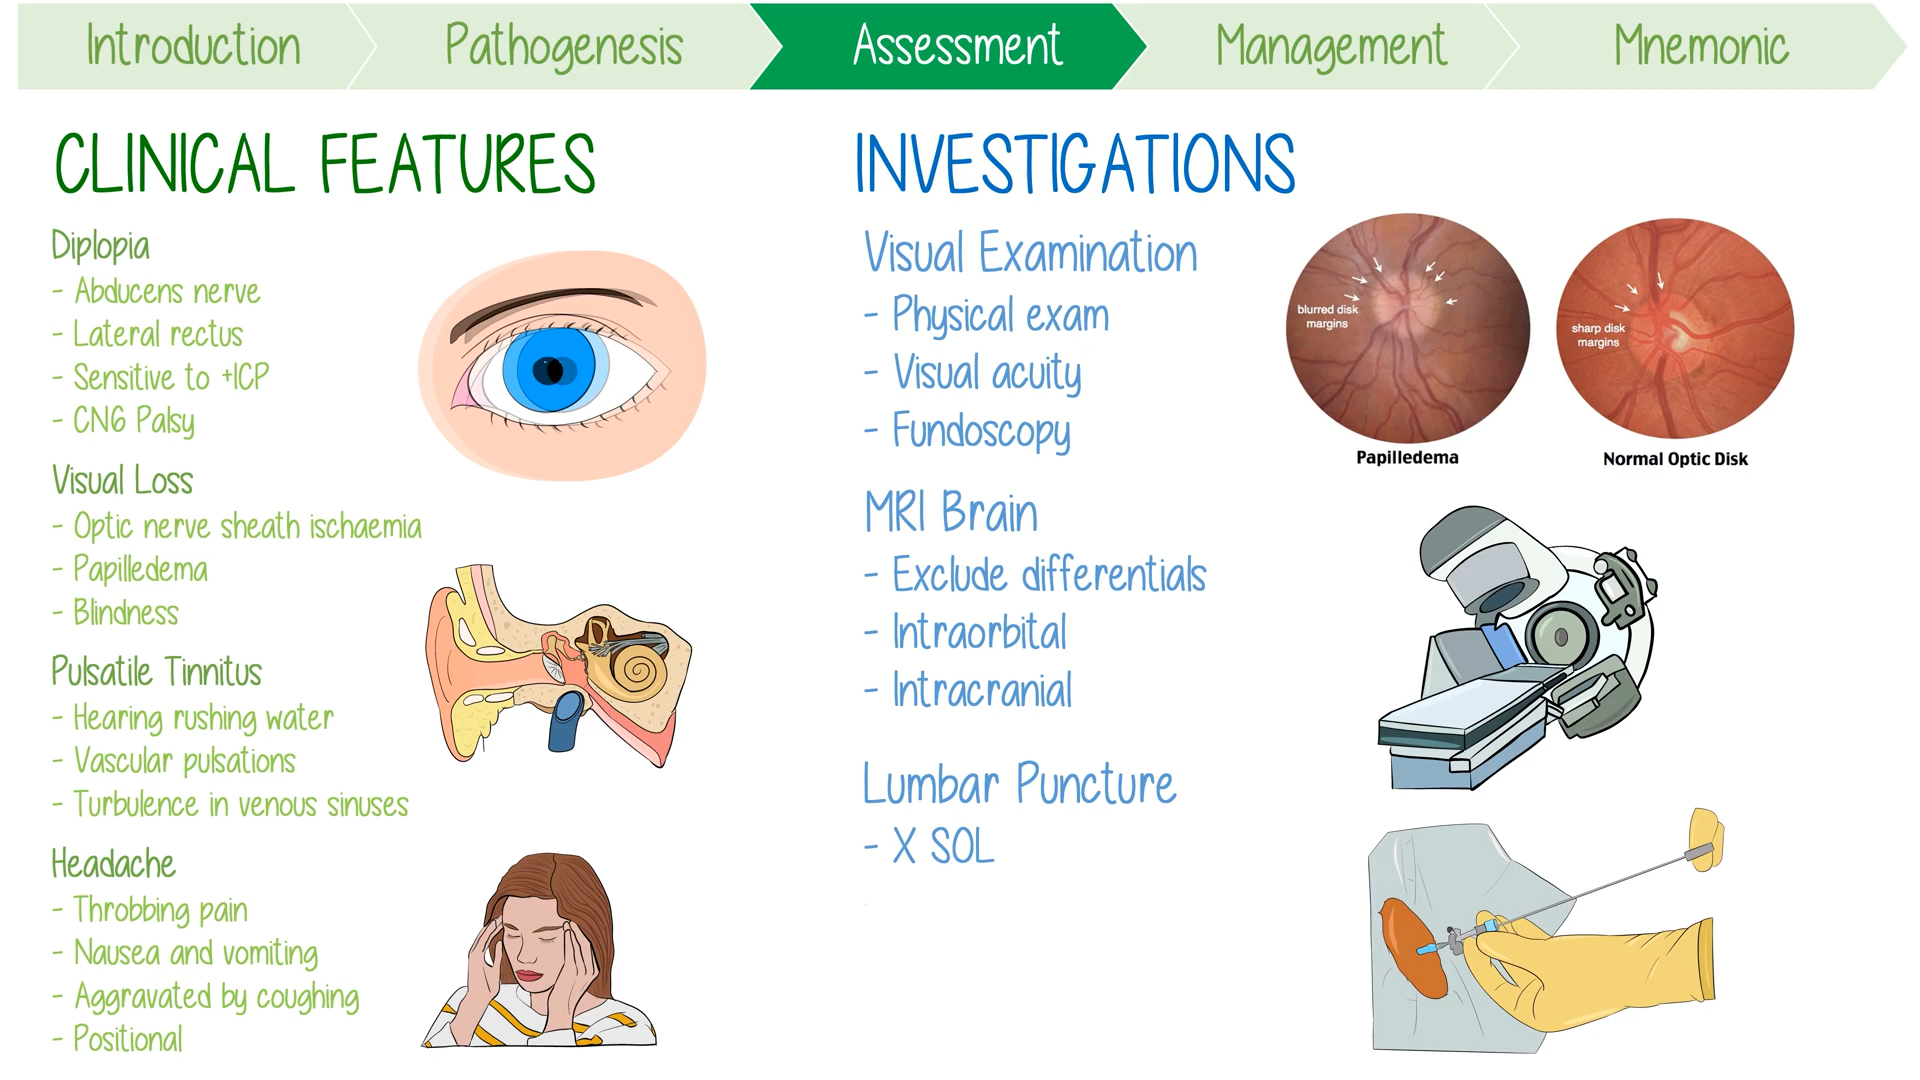 Introduction
Pathogenesis
Assessment
Management
Mnemonic
CLINICAL FEATURES
Diplopia
- Abducens nerve
- Lateral rectus
- Sensitive to +ICP
- CN6 Palsy
Visual Loss
- Optic nerve sheath ischaemia
- Papilledema
- Blindness
Pulsatile Tinnitus
- Hearing rushing water
- Vascular pulsations
- Turbulence in venous sinuses
Headache
- Throbbing pain
- Nausea and vomiting
- Aggravated by coughing
- Positional
INVESTIGATIONS
Visual Examination
- Physical exam
- Visual acuity
- Fundoscopy
blurred disk
margins
Papilledema
sharp disk
margins
Normal Optic Disk
MRI Brain
- Exclude differentials
- Intraorbital
- Intracranial
Lumbar Puncture
- X SOL